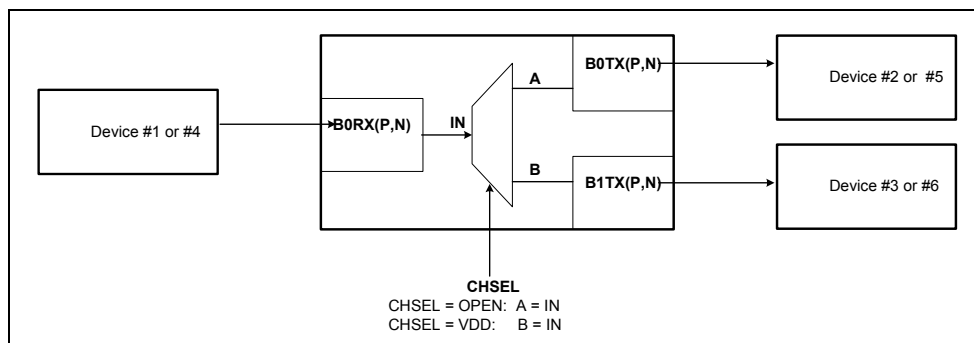 B0TX(P,N)
Device #2 or #5
A
Device #1 or #4
B0RX(P,N)
IN
B
B1TX(P,N)
Device #3 or #6
CHSEL
CHSEL = OPEN: A = IN
CHSEL = VDD: B = IN